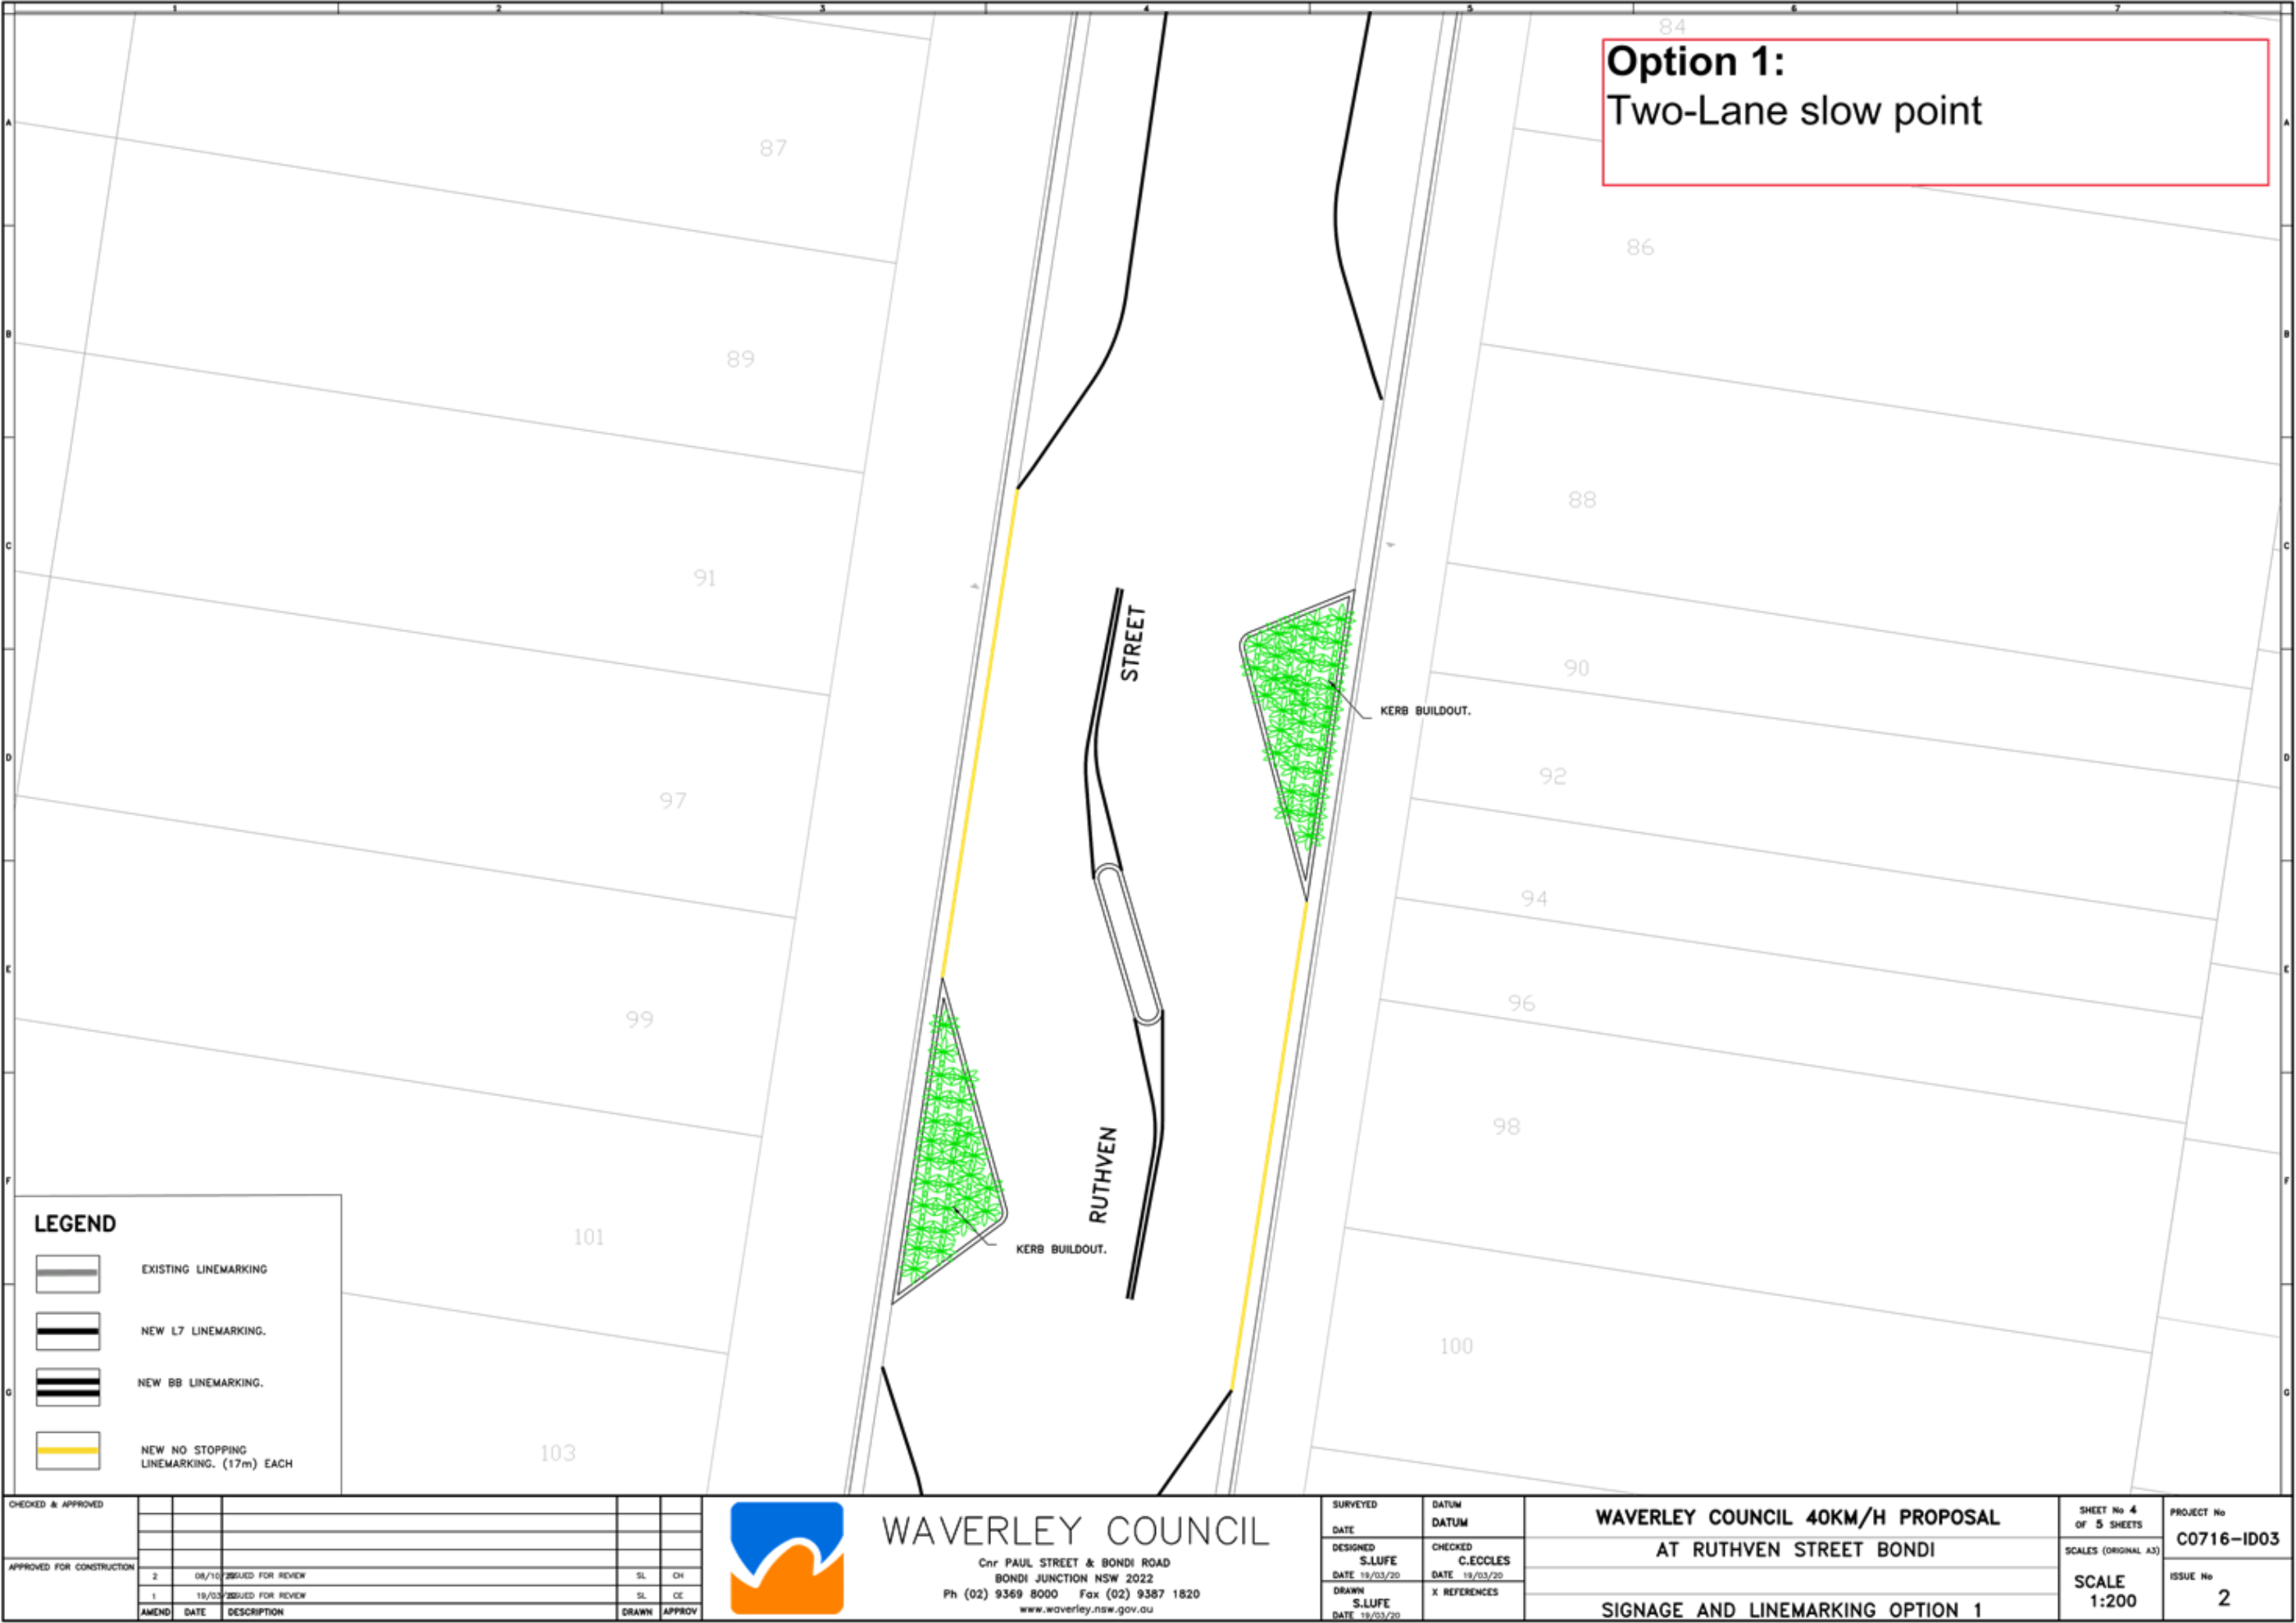 1 2 3 4 5 6 7
A A
B B
C C
D D
E E
F F
G G
84
Option 1:
Two-Lane slow point
87
86
89
88
91
STREET
90
KERB BUILDOUT.
92
97
94
96
99
98
RUTHVEN
101
KERB BUILDOUT.
100
103
LEGEND
EXISTING LINEMARKING
NEW L7 LINEMARKING.
NEW BB LINEMARKING.
NEW NO STOPPING
LINEMARKING. (17m) EACH
CHECKED & APPROVED
APPROVED FOR CONSTRUCTION
2 ISSUED FOR REVIEW SL CH
1 ISSUED FOR REVIEW SL CE
AMEND DATE DESCRIPTION DRAWN APPROV
WAVERLEY COUNCIL
Cnr PAUL STREET & BONDI ROAD
BONDI JUNCTION NSW 2022
Ph (02) 9369 8000 Fax (02) 9387 1820
www.waverley.nsw.gov.au
SURVEYED
DATE
DATUM
DATUM
DESIGNED
S.LUFE
DATE 19/03/20
CHECKED
C.ECCLES
DATE 19/03/20
DRAWN
S.LUFE
DATE 19/03/20
X REFERENCES
WAVERLEY COUNCIL 40KM/H PROPOSAL
AT RUTHVEN STREET BONDI
SIGNAGE AND LINEMARKING OPTION 1
SHEET No 4
OF 5 SHEETS
SCALES (ORIGINAL A3)
SCALE
1:200
PROJECT No
C0716-ID03
ISSUE No
2